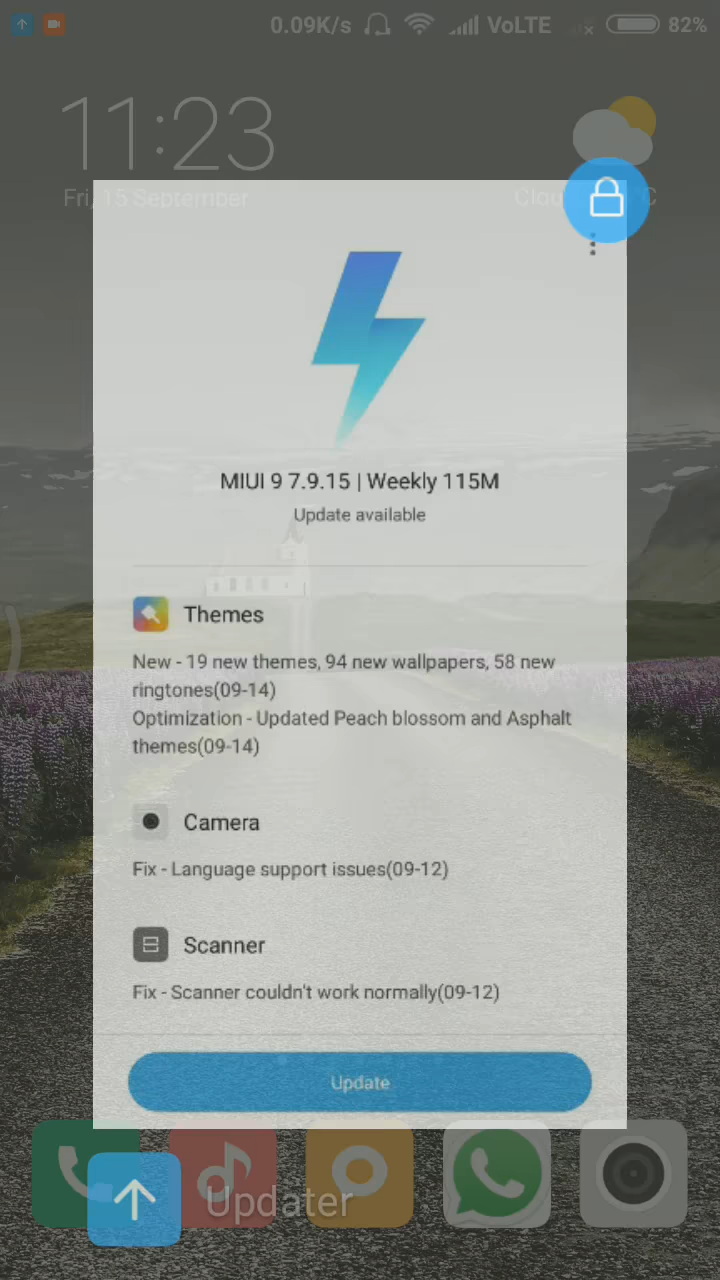 0.09K/s VoLTE 82%
11:23
Fri, 15 September
Clou
C
MIUI 9 7.9.15 | Weekly 115M
Update available
Themes
New - 19 new themes, 94 new wallpapers, 58 new
ringtones(09-14)
Optimization - Updated Peach blossom and Asphalt
themes(09-14)
Camera
Fix - Language support issues(09-12)
Scanner
Fix - Scanner couldn't work normally(09-12)
Update
Updater